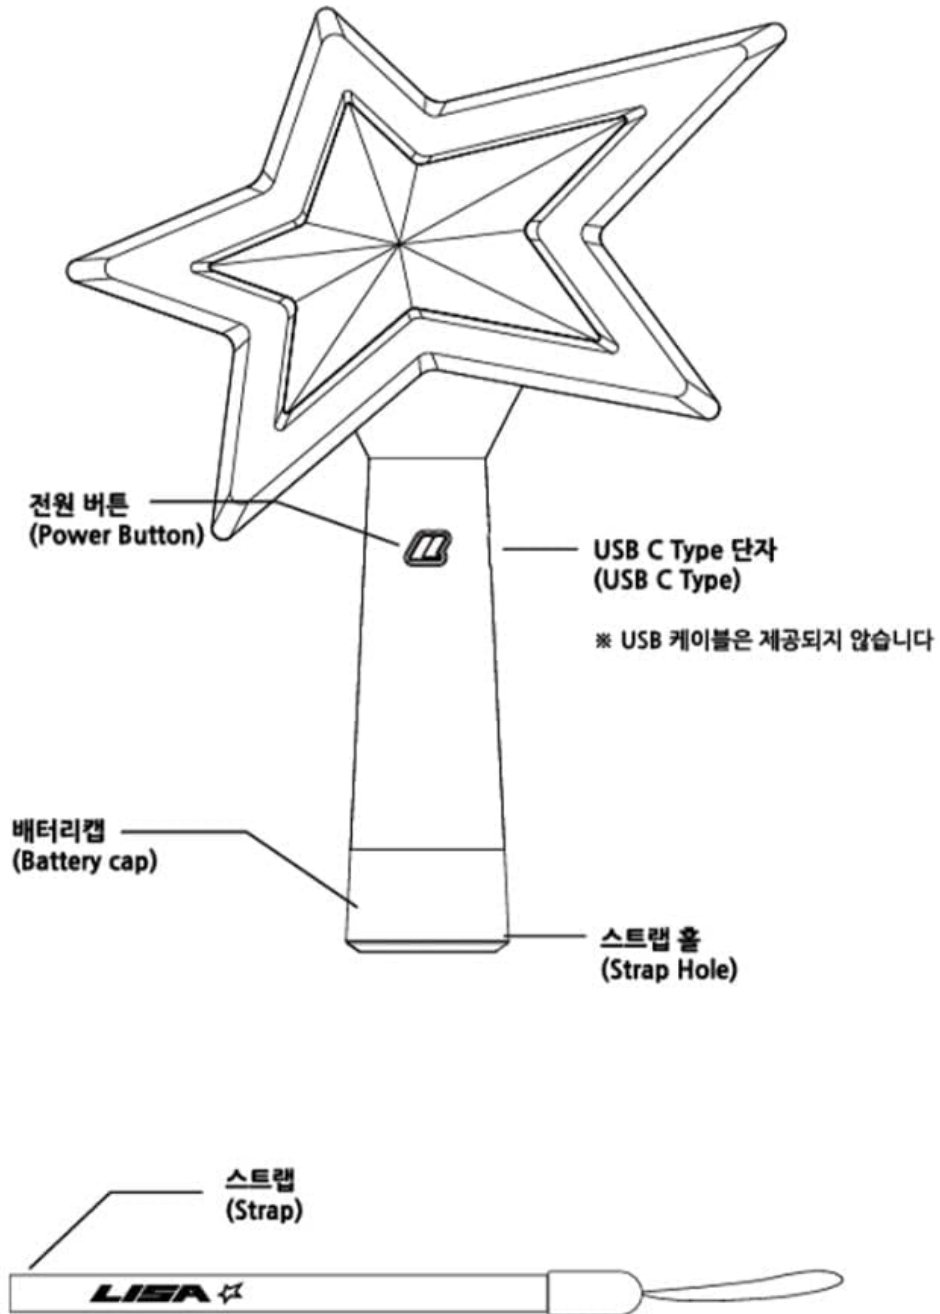 전원 버튼
(Power Button)
USB C Type 단자
(USB C Type)
※ USB 케이블은 제공되지 않습니다
배터리캡
(Battery cap)
스트랩 홀
(Strap Hole)
스트랩
(Strap)
LISA